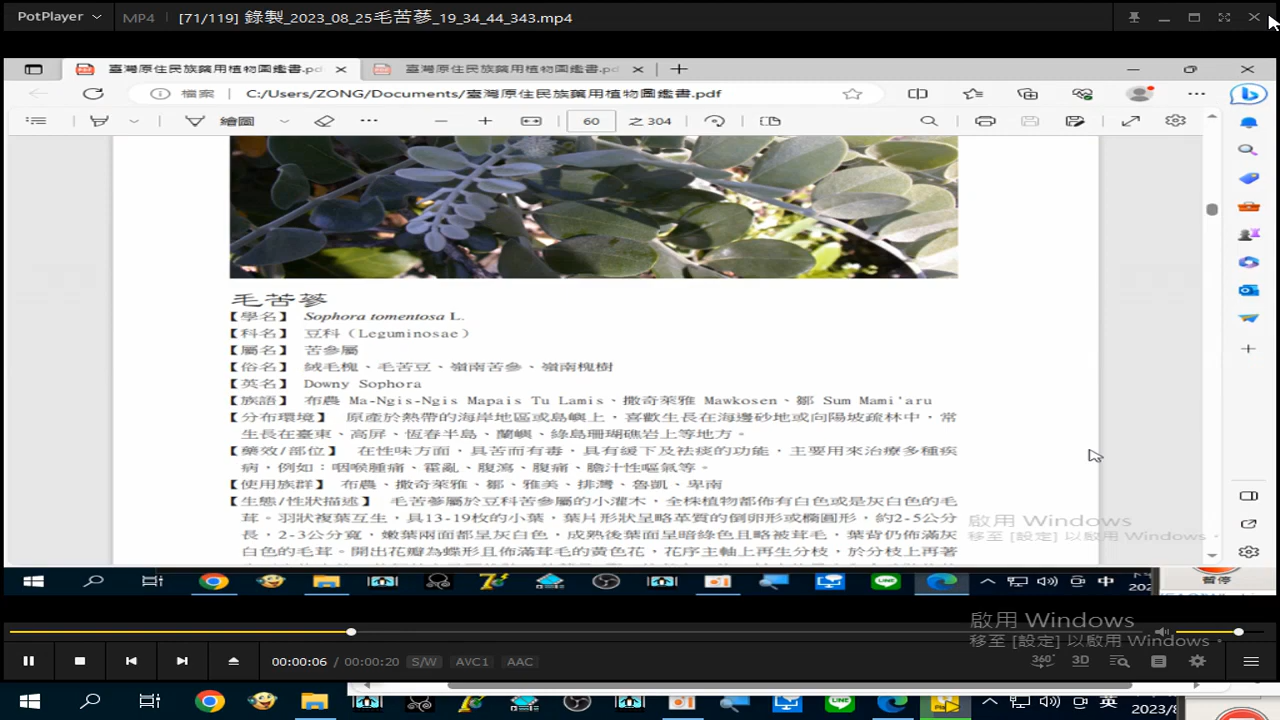 PotPlayer MP4 [71/119] 錄製_2023_08_25毛苦蔘_19_34_44_343.mp4
臺灣原住民族藥用植物圖鑑書.pd 臺灣原住民族藥用植物圖鑑書.pd
檔案 C:/Users/ZONG/Documents/臺灣原住民族藥用植物圖鑑書.pdf
繪圖 60 之 304
毛苦蔘
【學名】 Sophora tomentosa L.
【科名】 豆科（Leguminosae）
【屬名】 苦參屬
【俗名】 絨毛槐、毛苦豆、嶺南苦參、嶺南槐樹
【英名】 Downy Sophora
【族語】 布農 Ma-Ngis-Ngis Mapais Tu Lamis、撒奇萊雅 Mawkosen、鄒 Sum Mami'aru
【分布環境】 原產於熱帶的海岸地區或島嶼上，喜歡生長在海邊砂地或向陽坡疏林中，常
生長在臺東、高屏、恆春半島、蘭嶼、綠島珊瑚礁岩上等地方。
【藥效/部位】 在性味方面，具苦而有毒，具有緩下及祛痰的功能，主要用來治療多種疾
病，例如：咽喉腫痛、霍亂、腹瀉、腹痛、膽汁性嘔氣等。
【使用族群】 布農、撒奇萊雅、鄒、雅美、排灣、魯凱、卑南
【生態/性狀描述】 毛苦蔘屬於豆科苦參屬的小灌木，全株植物都佈有白色或是灰白色的毛
茸。羽狀複葉互生，具13-19枚的小葉，葉片形狀呈略革質的倒卵形或橢圓形，約2-5公分
長，2-3公分寬，嫩葉兩面都呈灰白色，成熟後葉面呈暗綠色且略被茸毛，葉背仍佈滿灰
白色的毛茸。開出花瓣為蝶形且佈滿茸毛的黃色花，花序主軸上再生分枝，於分枝上再著
啟用 Windows
移至 [設定] 以啟用 Windows。
中 暫停
啟用 Windows
移至 [設定] 以啟用 Windows。
00:00:06 / 00:00:20 S/W AVC1 AAC 360° 3D
LINE 英 2023/8